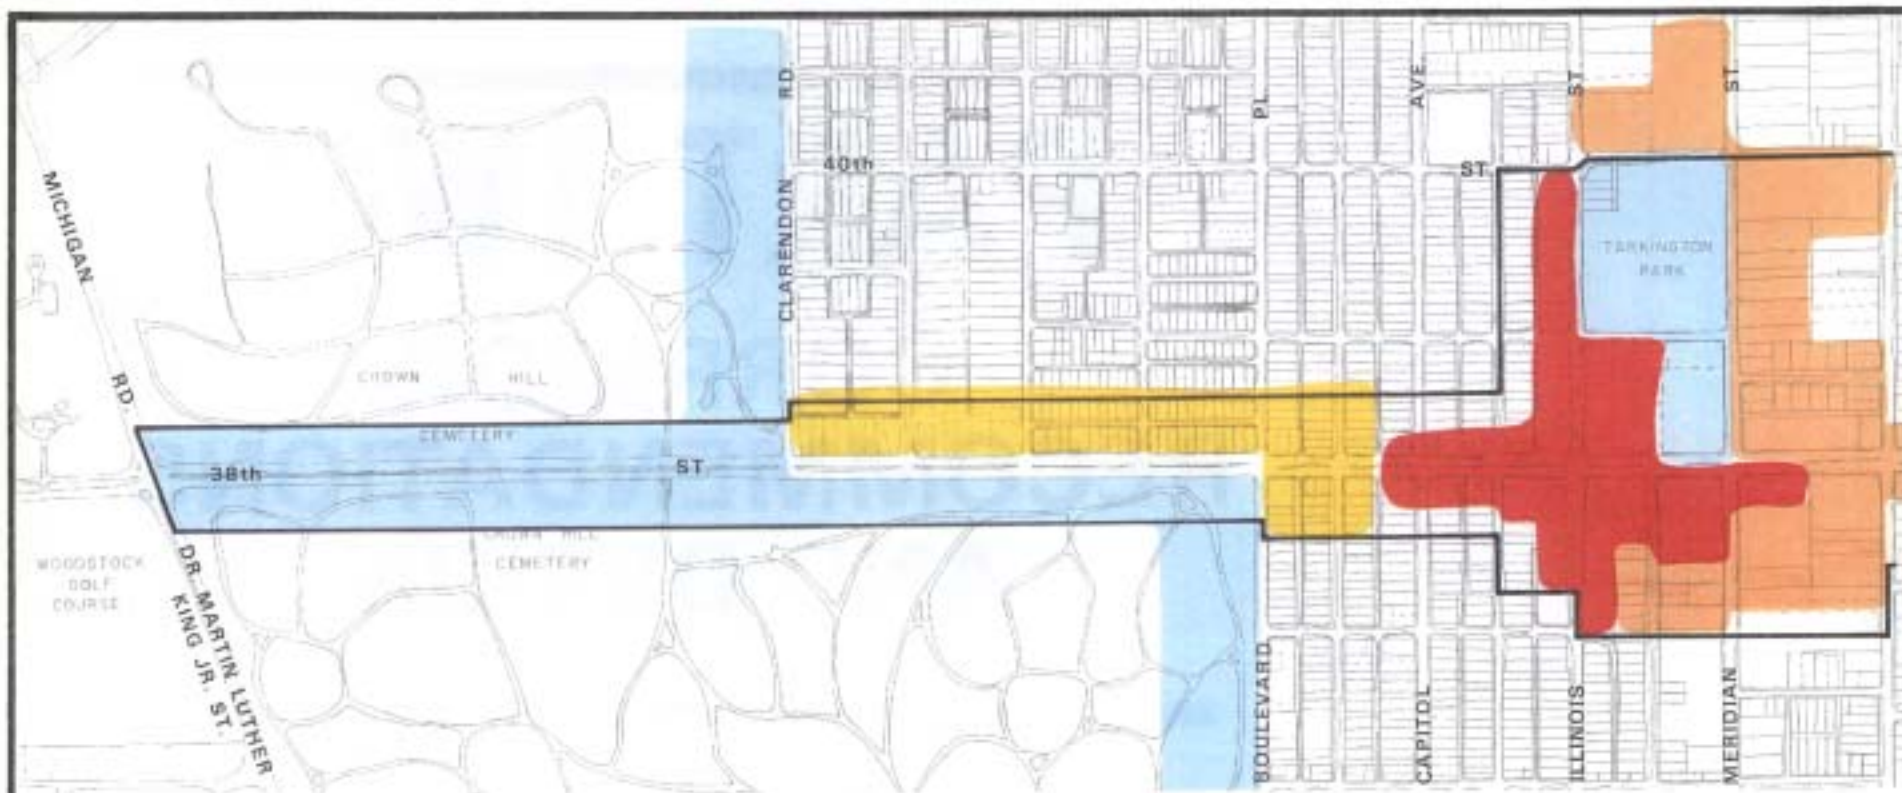 RD.
PL
AVE
ST
ST
40th
ST.
MICHIGAN
RD.
CLARENDON
TARKINGTON
PARK
CROWN HILL
CEMETERY
38th
ST.
CROWN HILL
CEMETERY
WOODSTOCK
GOLF
COURSE
DR. MARTIN LUTHER
KING JR. ST.
BOULEVARD
CAPITOL
ILLINOIS
MERIDIAN